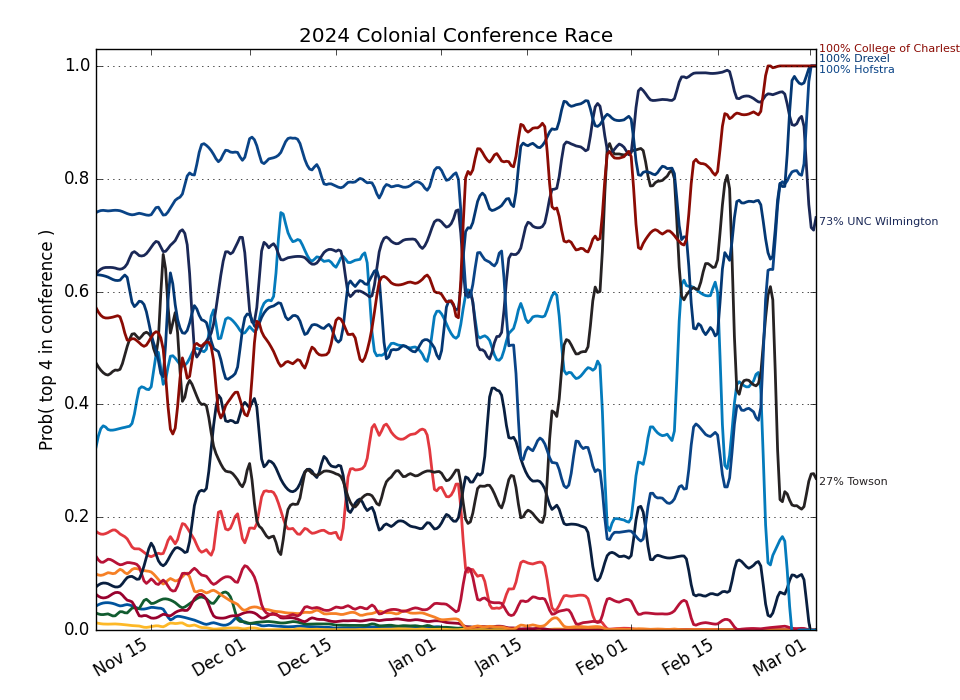 2024 Colonial Conference Race
Prob( top 4 in conference )
1.0
0.8
0.6
0.4
0.2
0.0
Nov 15
Dec 01
Dec 15
Jan 01
Jan 15
Feb 01
Feb 15
Mar 01
100% College of Charlest
100% Drexel
100% Hofstra
73% UNC Wilmington
27% Towson